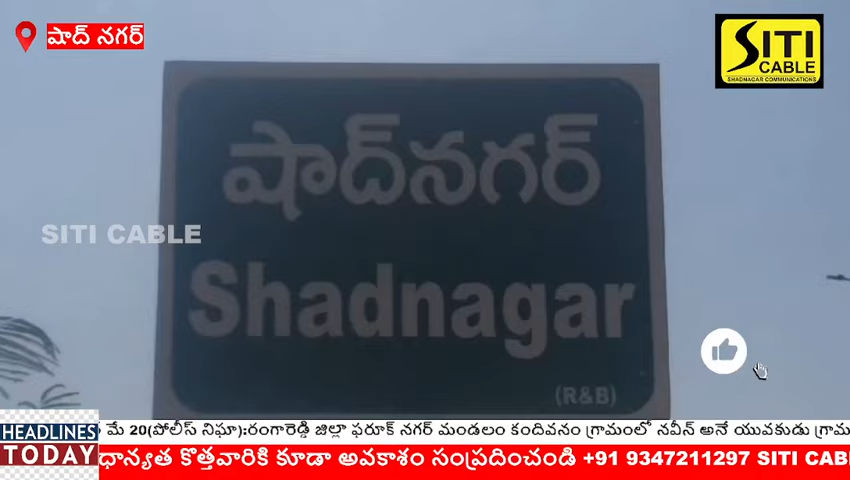 షాద్ నగర్
SITI
CABLE
SHADNAGAR COMMUNICATIONS
షాద్‌నగర్
SITI CABLE
Shadnagar
(R&B)
HEADLINES
TODAY
మే 20(పోలీస్ నిఘా):రంగారెడ్డి జిల్లా ఫరూక్ నగర్ మండలం కందివనం గ్రామంలో నవీన్ అనే యువకుడు గ్రామ
ధాన్యత కొత్తవారికి కూడా అవకాశం సంప్రదించండి +91 9347211297 SITI CAB